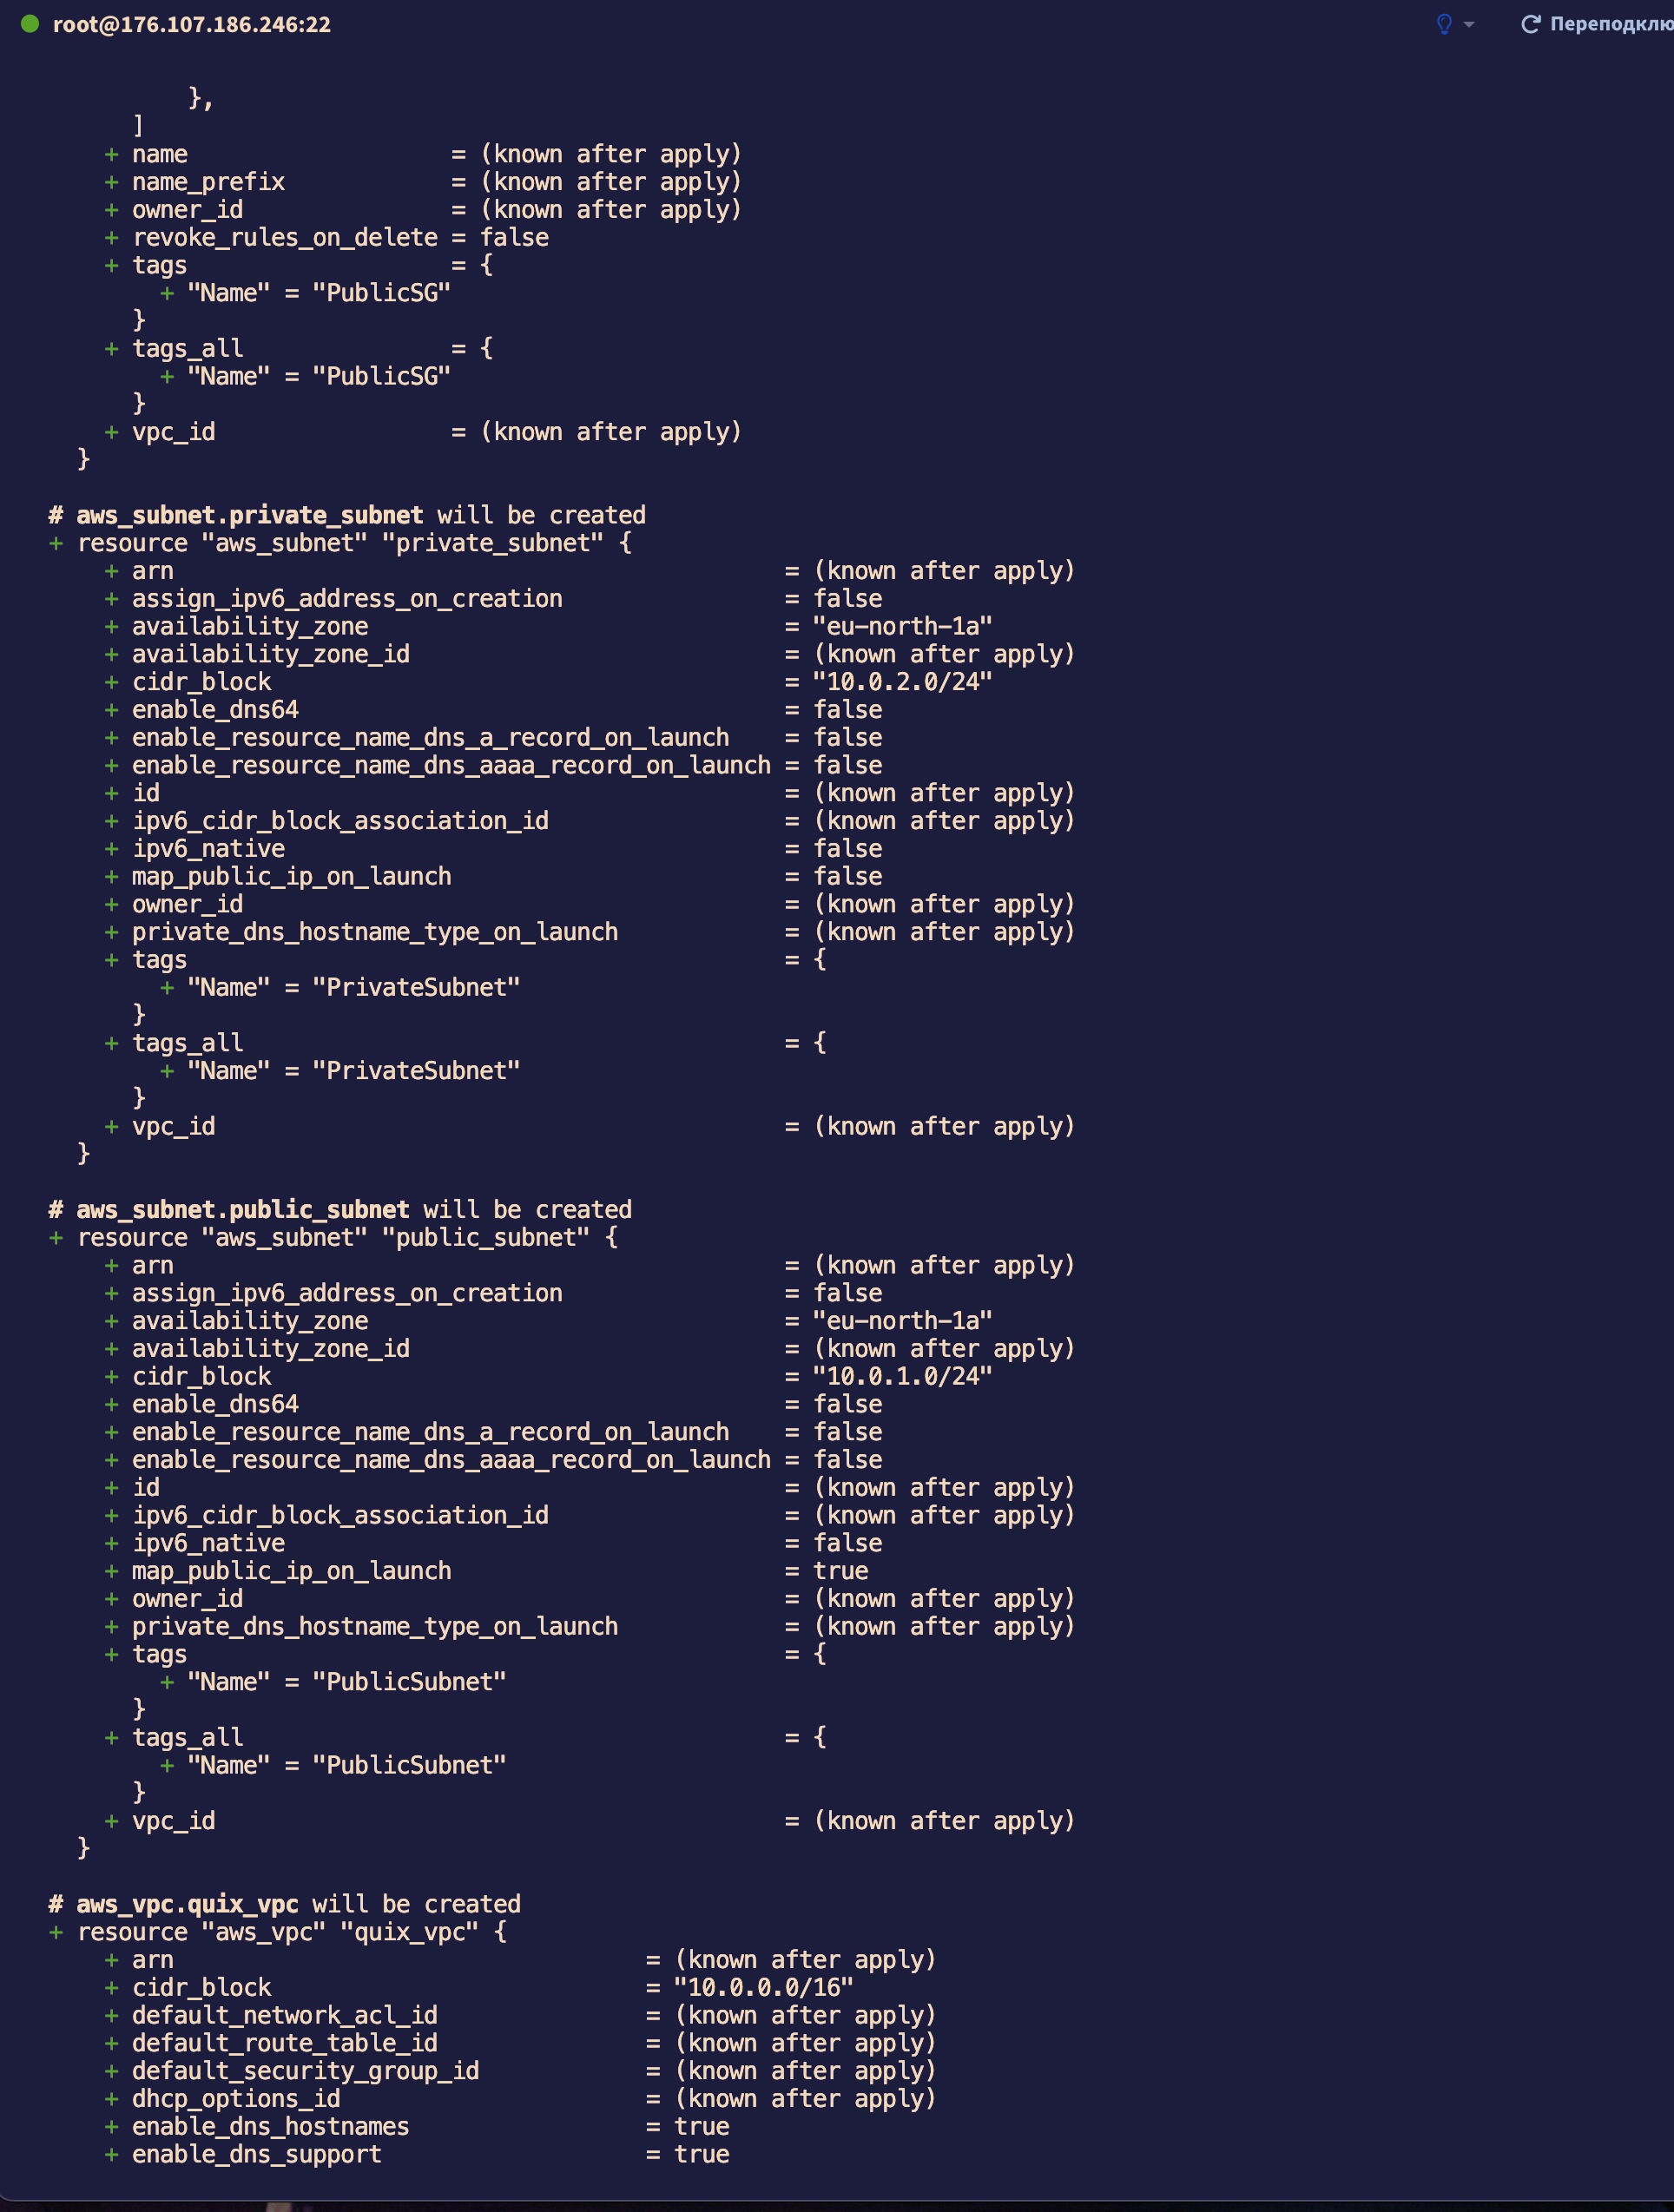 root@176.107.186.246:22
Переподклю
},
]
+ name = (known after apply)
+ name_prefix = (known after apply)
+ owner_id = (known after apply)
+ revoke_rules_on_delete = false
+ tags = {
+ "Name" = "PublicSG"
}
+ tags_all = {
+ "Name" = "PublicSG"
}
+ vpc_id = (known after apply)
}
# aws_subnet.private_subnet will be created
+ resource "aws_subnet" "private_subnet" {
+ arn = (known after apply)
+ assign_ipv6_address_on_creation = false
+ availability_zone = "eu-north-1a"
+ availability_zone_id = (known after apply)
+ cidr_block = "10.0.2.0/24"
+ enable_dns64 = false
+ enable_resource_name_dns_a_record_on_launch = false
+ enable_resource_name_dns_aaaa_record_on_launch = false
+ id = (known after apply)
+ ipv6_cidr_block_association_id = (known after apply)
+ ipv6_native = false
+ map_public_ip_on_launch = false
+ owner_id = (known after apply)
+ private_dns_hostname_type_on_launch = (known after apply)
+ tags = {
+ "Name" = "PrivateSubnet"
}
+ tags_all = {
+ "Name" = "PrivateSubnet"
}
+ vpc_id = (known after apply)
}
# aws_subnet.public_subnet will be created
+ resource "aws_subnet" "public_subnet" {
+ arn = (known after apply)
+ assign_ipv6_address_on_creation = false
+ availability_zone = "eu-north-1a"
+ availability_zone_id = (known after apply)
+ cidr_block = "10.0.1.0/24"
+ enable_dns64 = false
+ enable_resource_name_dns_a_record_on_launch = false
+ enable_resource_name_dns_aaaa_record_on_launch = false
+ id = (known after apply)
+ ipv6_cidr_block_association_id = (known after apply)
+ ipv6_native = false
+ map_public_ip_on_launch = true
+ owner_id = (known after apply)
+ private_dns_hostname_type_on_launch = (known after apply)
+ tags = {
+ "Name" = "PublicSubnet"
}
+ tags_all = {
+ "Name" = "PublicSubnet"
}
+ vpc_id = (known after apply)
}
# aws_vpc.quix_vpc will be created
+ resource "aws_vpc" "quix_vpc" {
+ arn = (known after apply)
+ cidr_block = "10.0.0.0/16"
+ default_network_acl_id = (known after apply)
+ default_route_table_id = (known after apply)
+ default_security_group_id = (known after apply)
+ dhcp_options_id = (known after apply)
+ enable_dns_hostnames = true
+ enable_dns_support = true